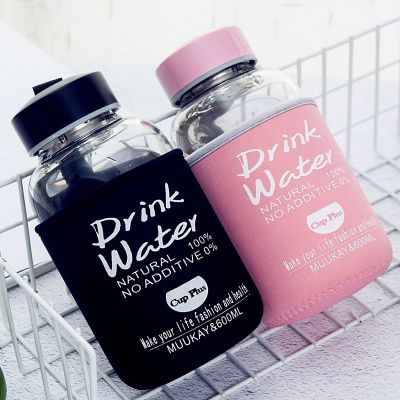 Drink
Water
NATURAL 100%
NO ADDITIVE 0%
Cup Plus
Make your life fashion and health
MUUKAY&600ML
Drink
Water
NATURAL 100%
NO ADDITIVE 0%
Cup Plus
Make your life fashion and health
MUUKAY&600ML